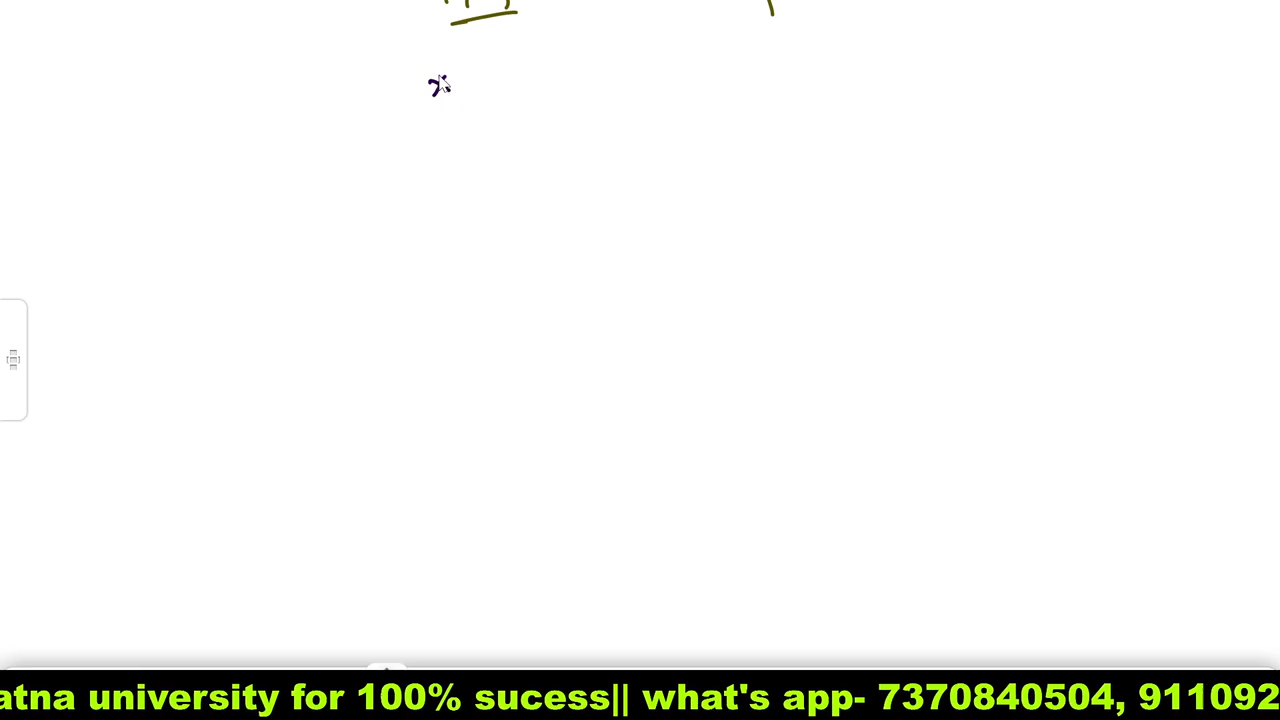 x
atna university for 100% sucess|| what's app- 7370840504, 911092